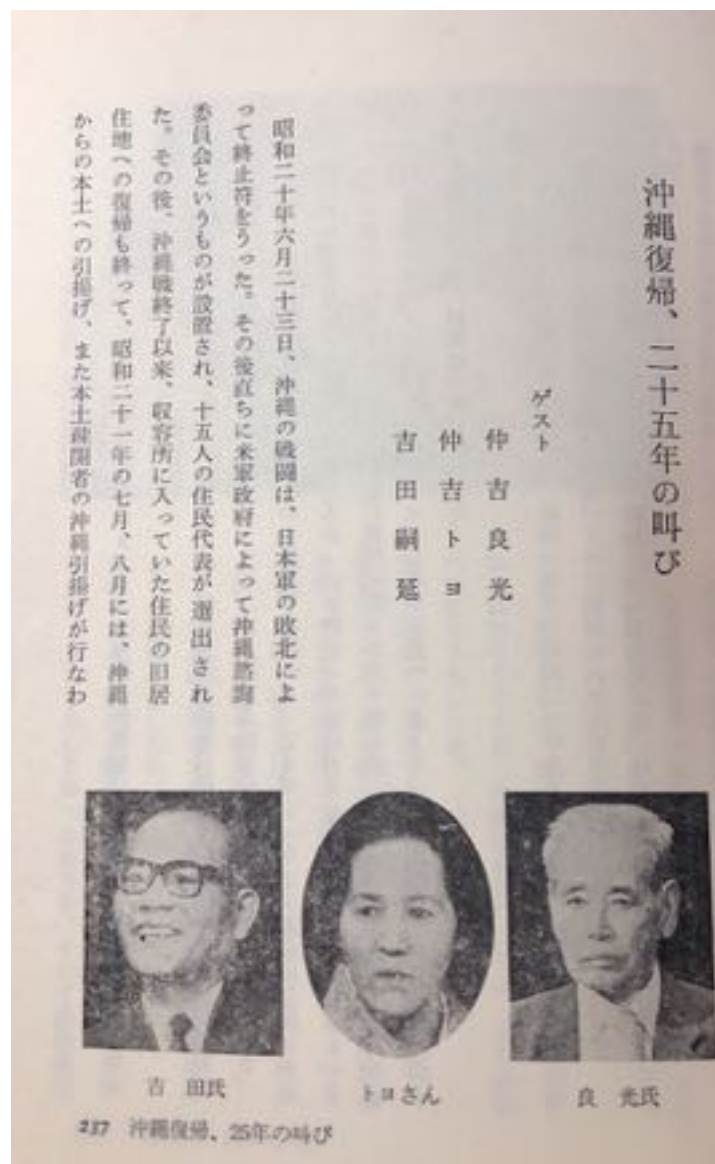 沖縄復帰、二十五年の叫び
ゲスト
仲吉良光
仲吉トヨ
吉田嗣延
昭和二十年六月二十三日、沖縄の戦闘は、日本軍の敗北によ
って終止符をうった。その後直ちに米軍政府によって沖縄諮詢
委員会というものが設置され、十五人の住民代表が選出され
た。その後、沖縄戦終了以来、収容所に入っていた住民の旧居
住地への復帰も終って、昭和二十一年の七月、八月には、沖縄
からの本土への引揚げ、また本土疎開者の沖縄引揚げが行なわ
良光氏
トヨさん
吉田氏
237 沖縄復帰、25年の叫び